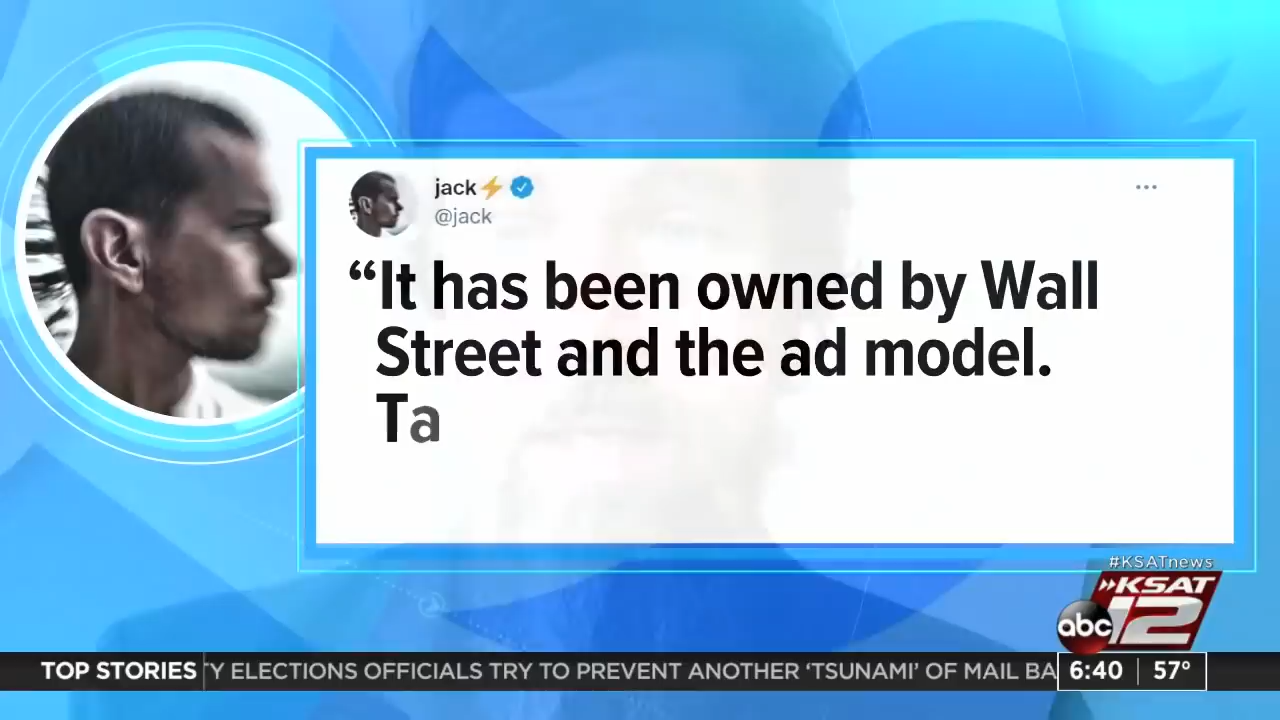 jack⚡
@jack
“It has been owned by Wall
Street and the ad model.
Ta
#KSATnews
KSAT
abc 12
TOP STORIES Y ELECTIONS OFFICIALS TRY TO PREVENT ANOTHER ‘TSUNAMI’ OF MAIL BA 6:40 57°